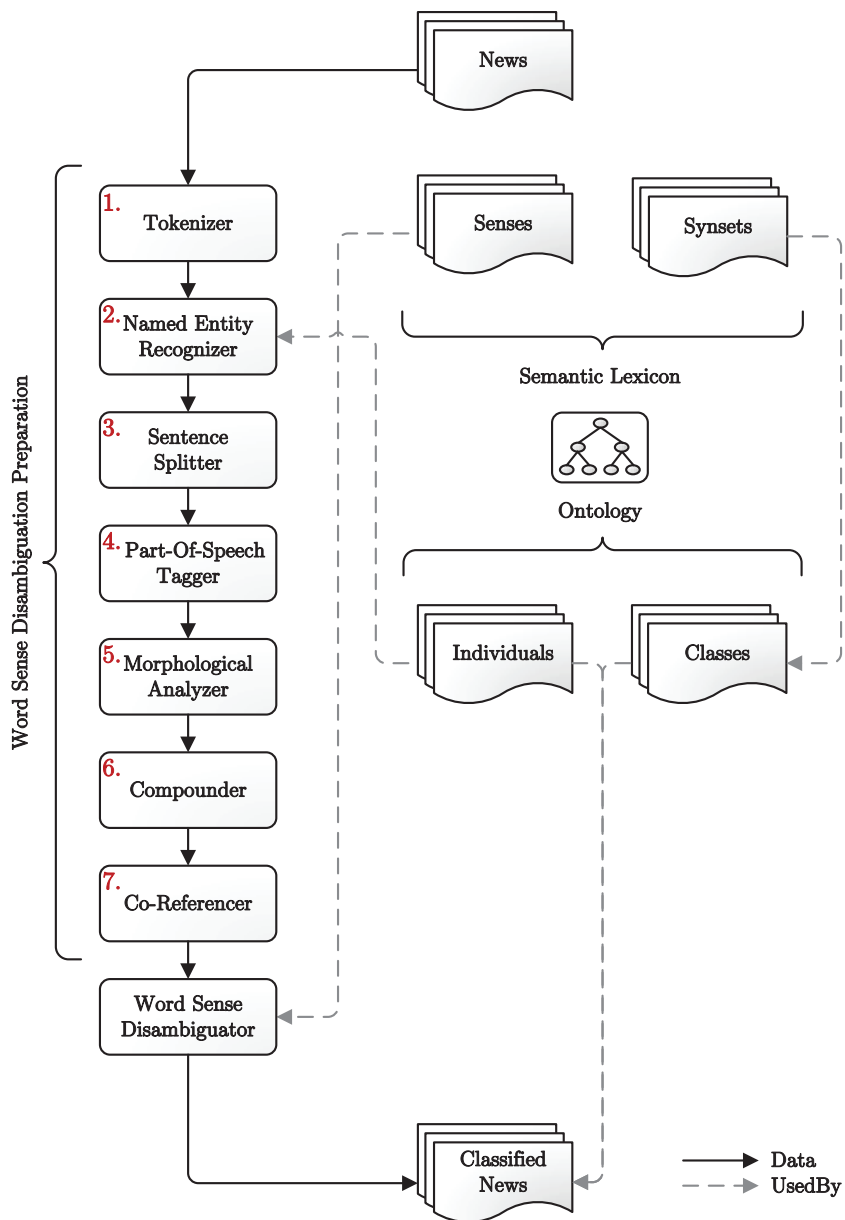 News
Word Sense Disambiguation Preparation
1.
Tokenizer
Senses
Synsets
2.
Named Entity
Recognizer
Semantic Lexicon
3.
Sentence
Splitter
Ontology
4.
Part-Of-Speech
Tagger
5.
Morphological
Analyzer
Individuals
Classes
6.
Compounder
7.
Co-Referencer
Word Sense
Disambiguator
Classified
News
Data
UsedBy